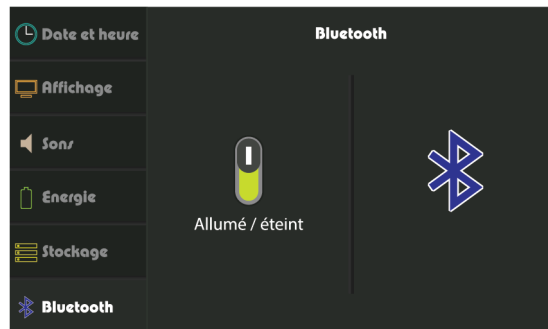 Date et heure
Bluetooth
Affichage
Sons
Energie
Allumé / éteint
Stockage
Bluetooth